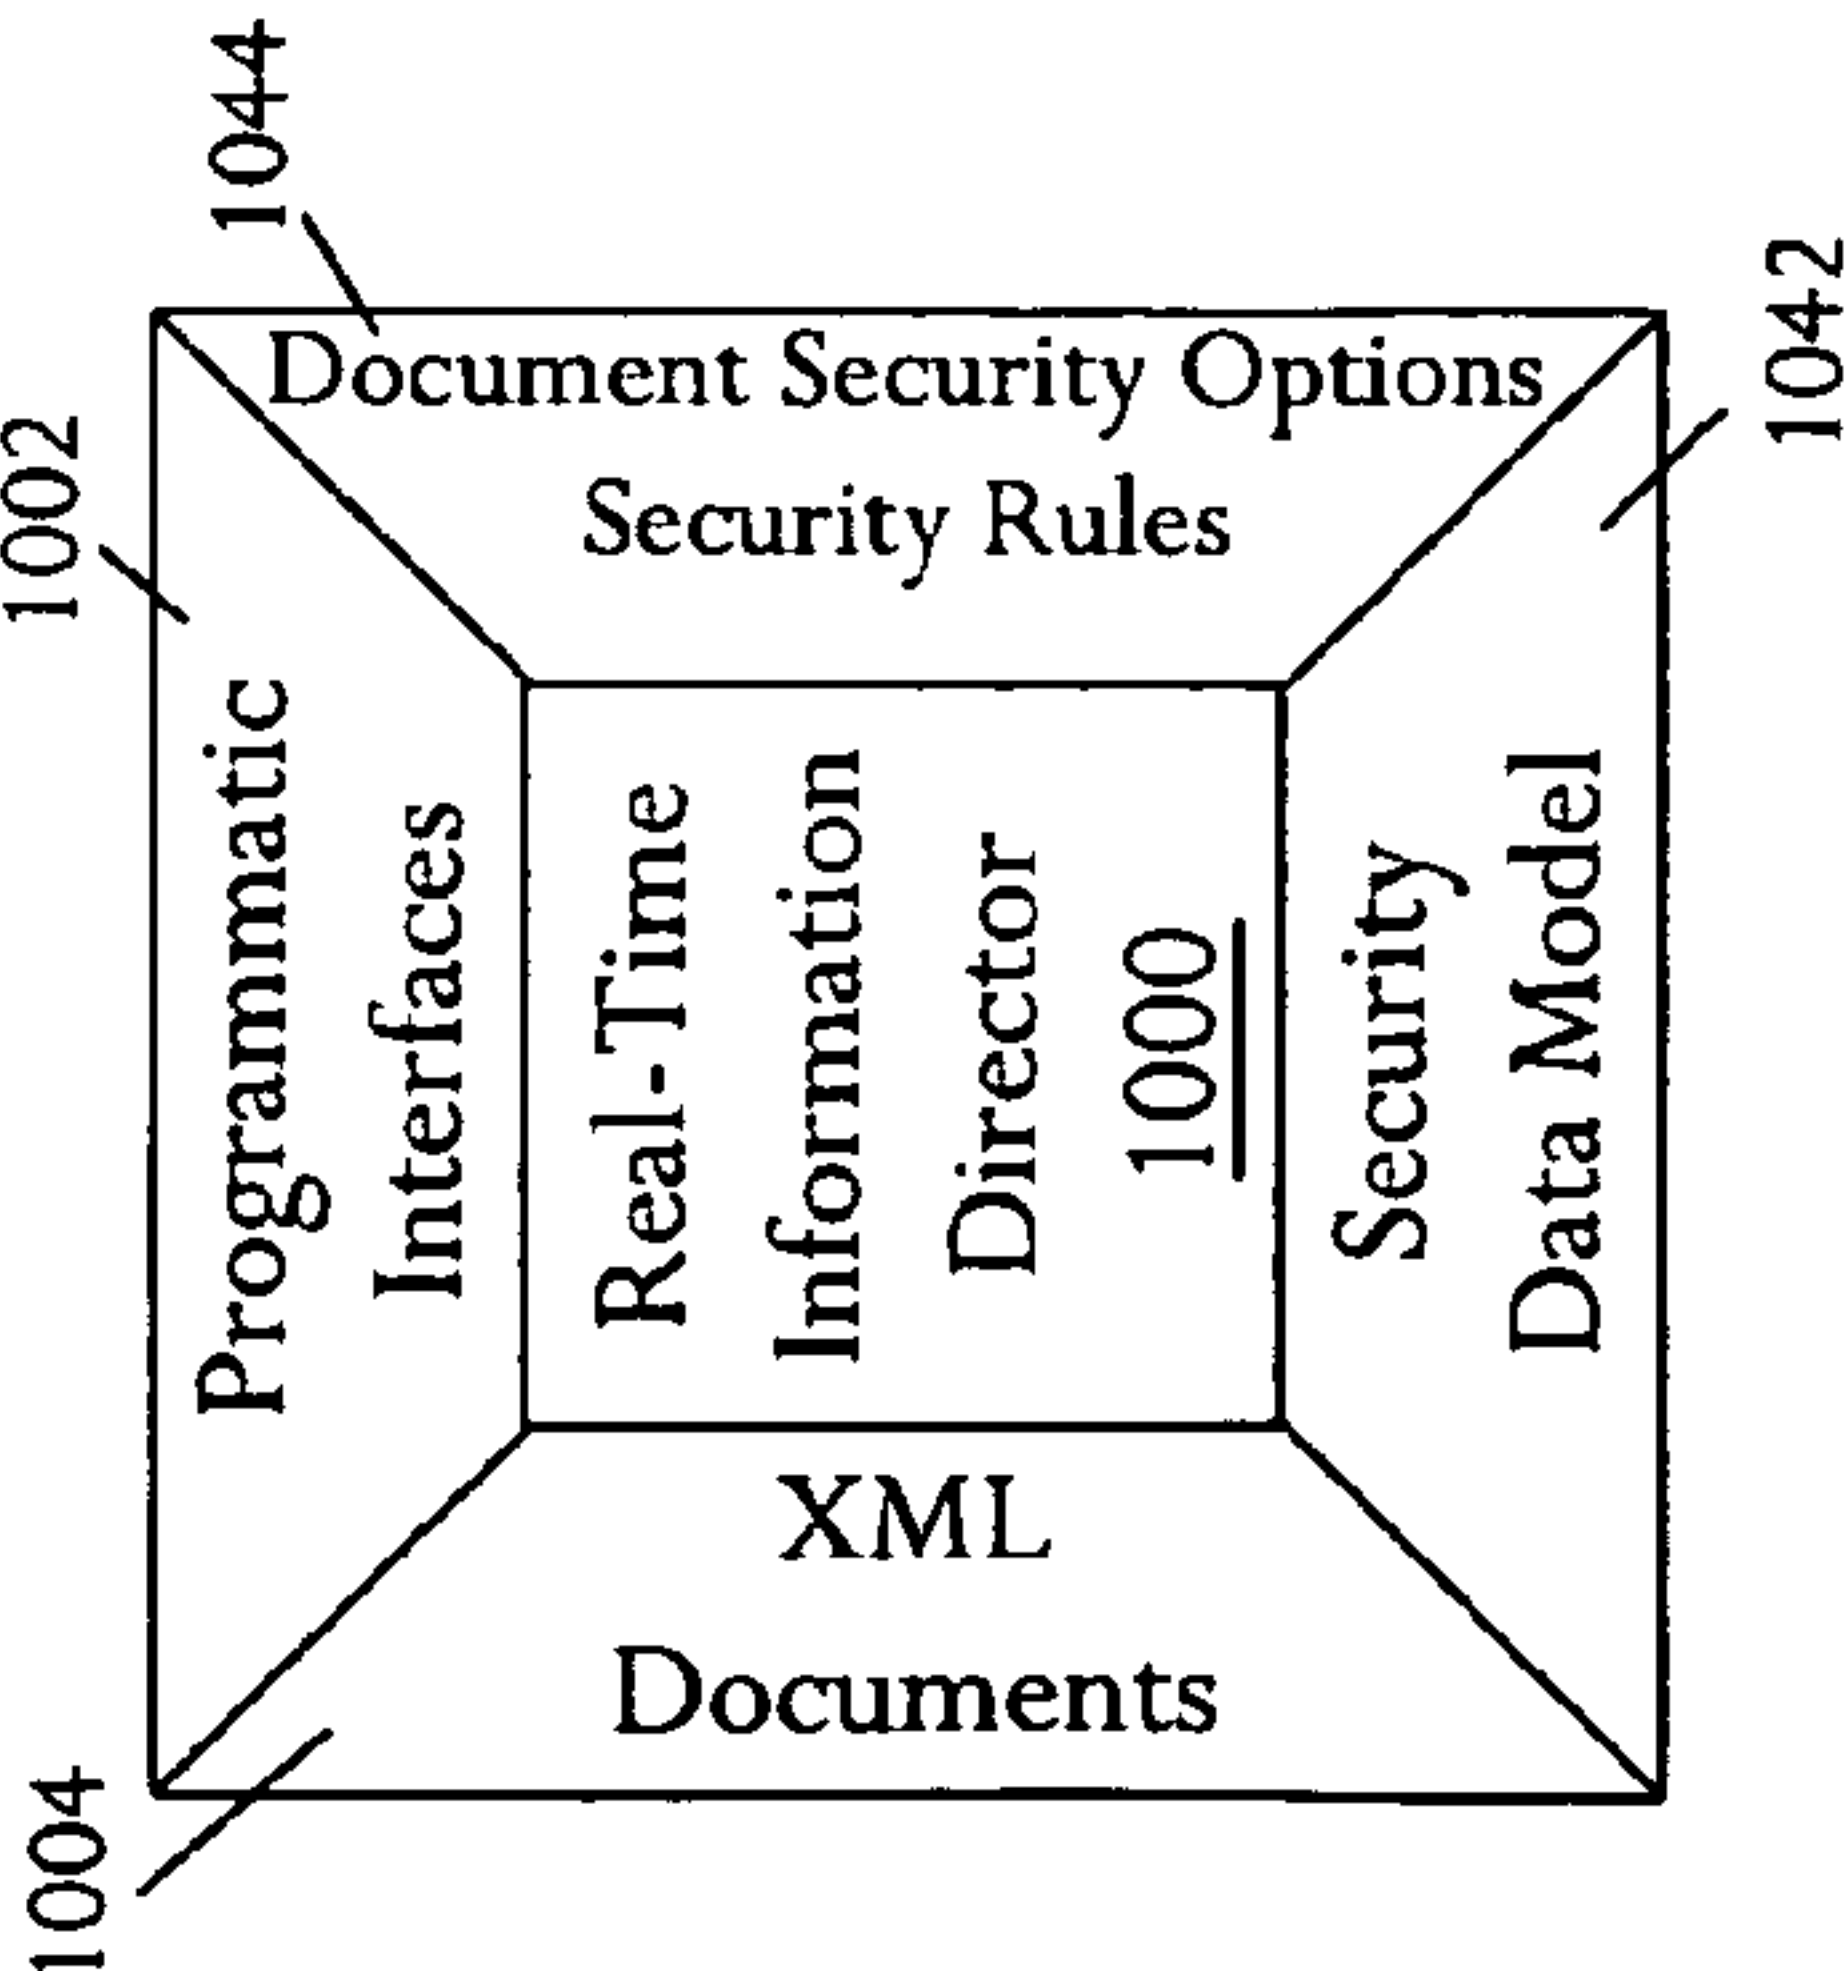 1044
1002
1042
Document Security Options
Security Rules
Programmatic
Interfaces
Real-Time
Information
Director
1000
Security
Data Model
XML
Documents
1004